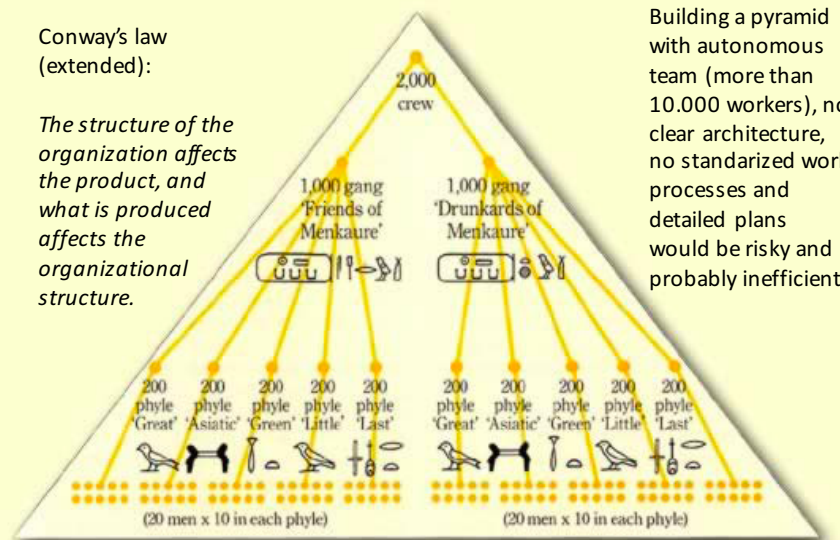 Conway's law
(extended):
The structure of the
organization affects
the product, and
what is produced
affects the
organizational
structure.
Building a pyramid
with autonomous
team (more than
10.000 workers), no
clear architecture,
no standarized wor
processes and
detailed plans
would be risky and
probably inefficient
2,000
crew
1,000 gang
'Friends of
Menkaure'
1,000 gang
'Drunkards of
Menkaure'
200 200 200 200 200
phyle phyle phyle phyle phyle
'Great' 'Asiatic' 'Green' 'Little' 'Last'
200 200 200 200 200
phyle phyle phyle phyle phyle
'Great' 'Asiatic' 'Green' 'Little' 'Last'
(20 men x 10 in each phyle)
(20 men x 10 in each phyle)